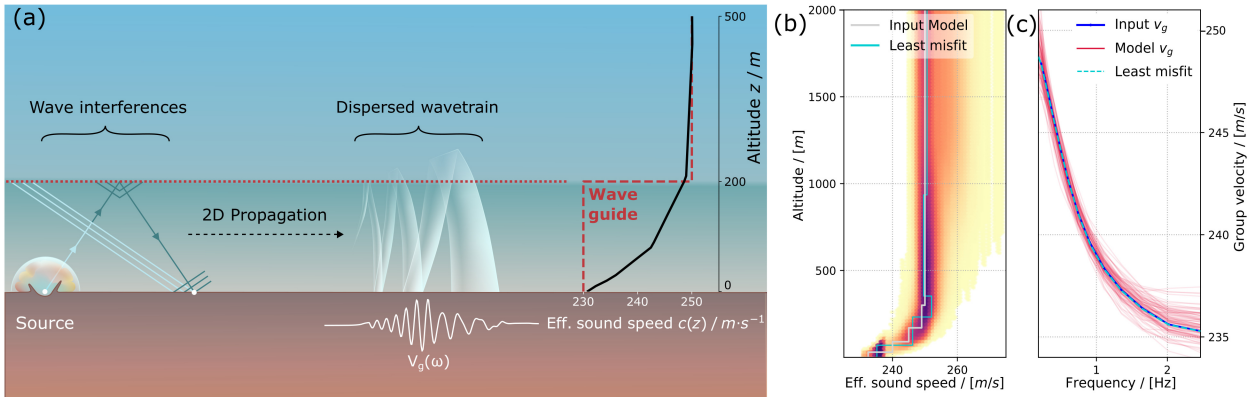 (a)
Wave interferences
Dispersed wavetrain
2D Propagation
Wave
guide
Source
V_g(ω)
500
200
0
Altitude z / m
230
240
250
Eff. sound speed c(z) / m·s⁻¹
(b)
Input Model
Least misfit
2000
1500
1000
500
Altitude / [m]
240
260
Eff. sound speed / [m/s]
(c)
Input v_g
Model v_g
Least misfit
250
245
240
235
Group velocity / [m/s]
1
2
Frequency / [Hz]